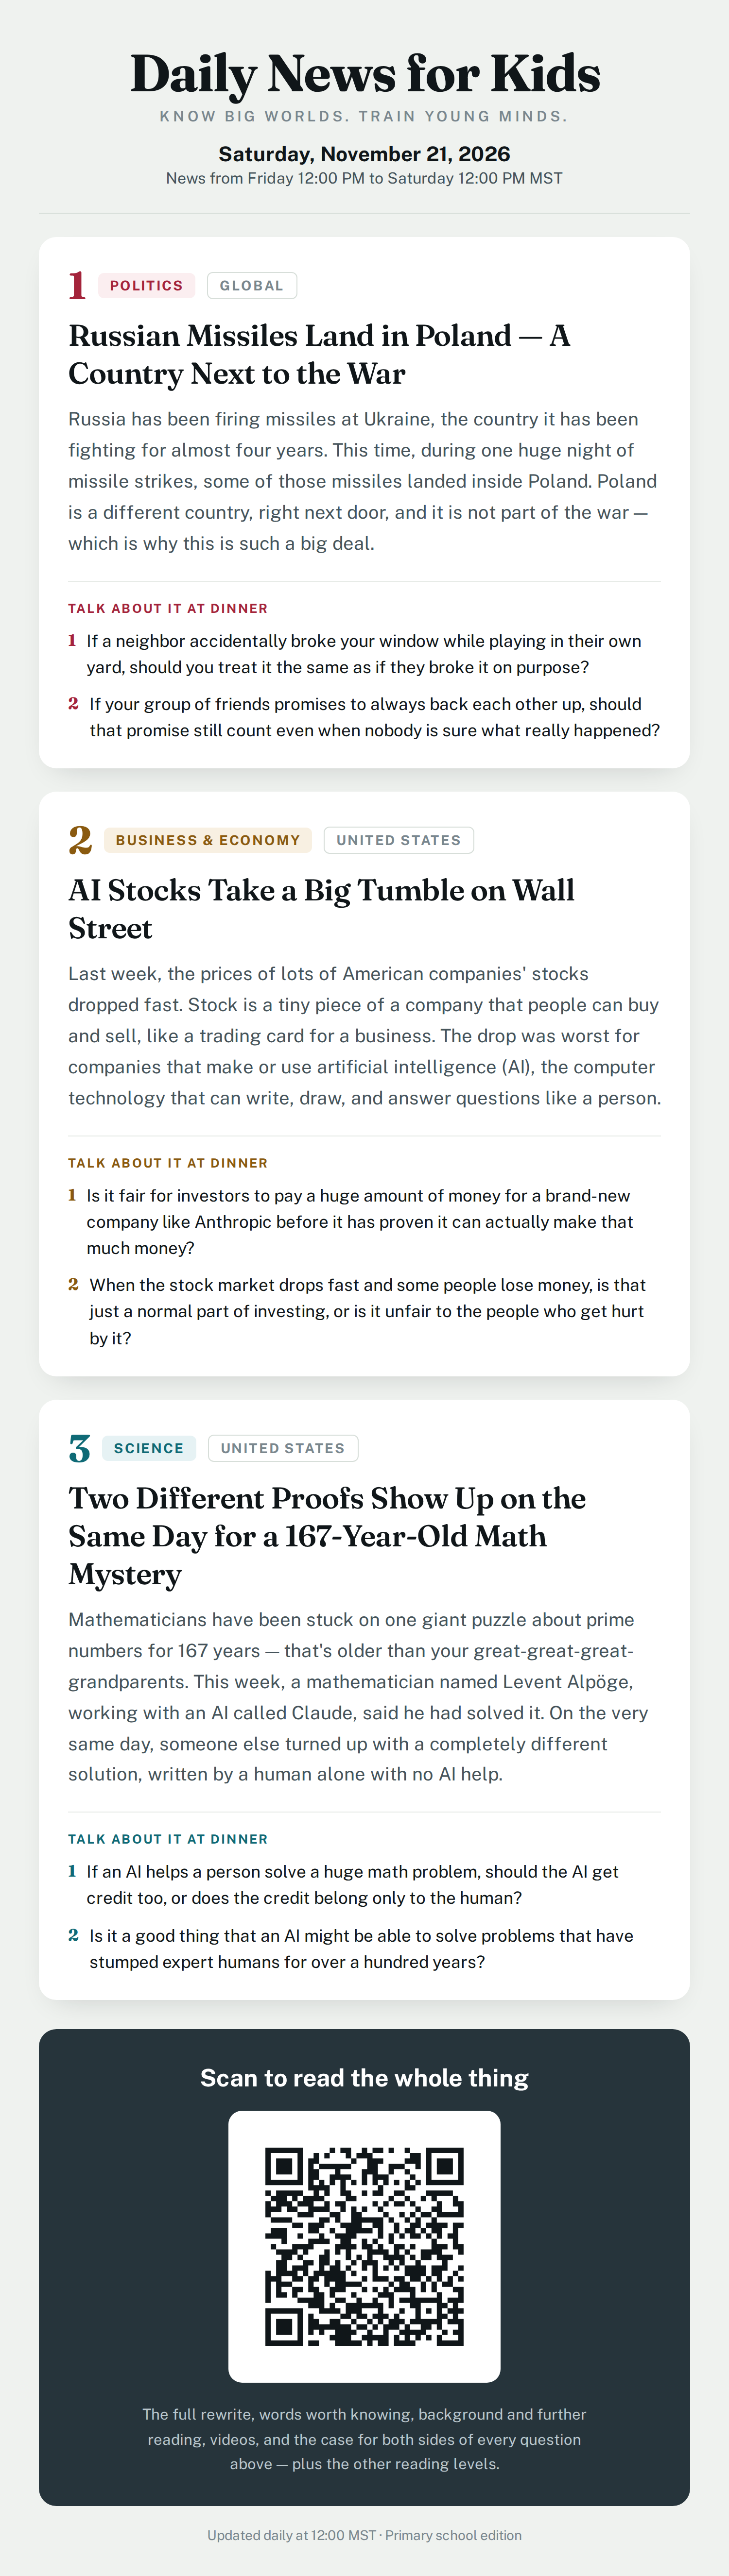 Daily News for Kids
KNOW BIG WORLDS. TRAIN YOUNG MINDS.
Saturday, November 21, 2026
News from Friday 12:00 PM to Saturday 12:00 PM MST
1 POLITICS GLOBAL
Russian Missiles Land in Poland — A
Country Next to the War
Russia has been firing missiles at Ukraine, the country it has been
fighting for almost four years. This time, during one huge night of
missile strikes, some of those missiles landed inside Poland. Poland
is a different country, right next door, and it is not part of the war —
which is why this is such a big deal.
TALK ABOUT IT AT DINNER
1 If a neighbor accidentally broke your window while playing in their own
yard, should you treat it the same as if they broke it on purpose?
2 If your group of friends promises to always back each other up, should
that promise still count even when nobody is sure what really happened?
2 BUSINESS & ECONOMY UNITED STATES
AI Stocks Take a Big Tumble on Wall
Street
Last week, the prices of lots of American companies' stocks
dropped fast. Stock is a tiny piece of a company that people can buy
and sell, like a trading card for a business. The drop was worst for
companies that make or use artificial intelligence (AI), the computer
technology that can write, draw, and answer questions like a person.
TALK ABOUT IT AT DINNER
1 Is it fair for investors to pay a huge amount of money for a brand-new
company like Anthropic before it has proven it can actually make that
much money?
2 When the stock market drops fast and some people lose money, is that
just a normal part of investing, or is it unfair to the people who get hurt
by it?
3 SCIENCE UNITED STATES
Two Different Proofs Show Up on the
Same Day for a 167-Year-Old Math
Mystery
Mathematicians have been stuck on one giant puzzle about prime
numbers for 167 years — that's older than your great-great-great-
grandparents. This week, a mathematician named Levent Alpöge,
working with an AI called Claude, said he had solved it. On the very
same day, someone else turned up with a completely different
solution, written by a human alone with no AI help.
TALK ABOUT IT AT DINNER
1 If an AI helps a person solve a huge math problem, should the AI get
credit too, or does the credit belong only to the human?
2 Is it a good thing that an AI might be able to solve problems that have
stumped expert humans for over a hundred years?
Scan to read the whole thing
The full rewrite, words worth knowing, background and further
reading, videos, and the case for both sides of every question
above — plus the other reading levels.
Updated daily at 12:00 MST · Primary school edition